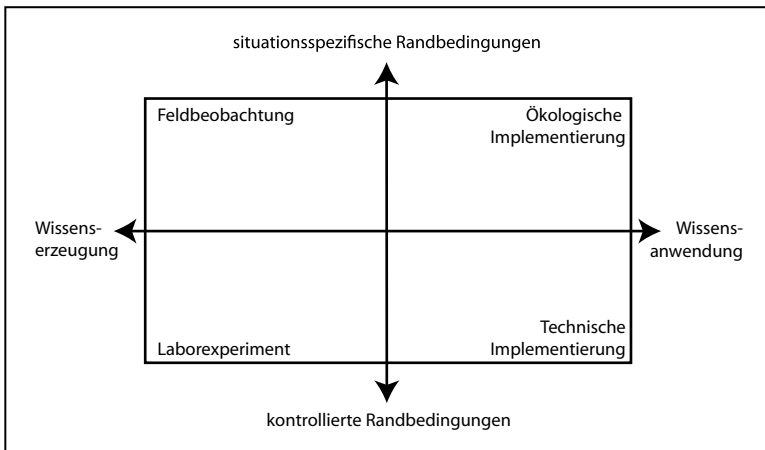 situationsspezifische Randbedingungen
Feldbeobachtung
Ökologische
Implementierung
Wissens-
erzeugung
Wissens-
anwendung
Laborexperiment
Technische
Implementierung
kontrollierte Randbedingungen